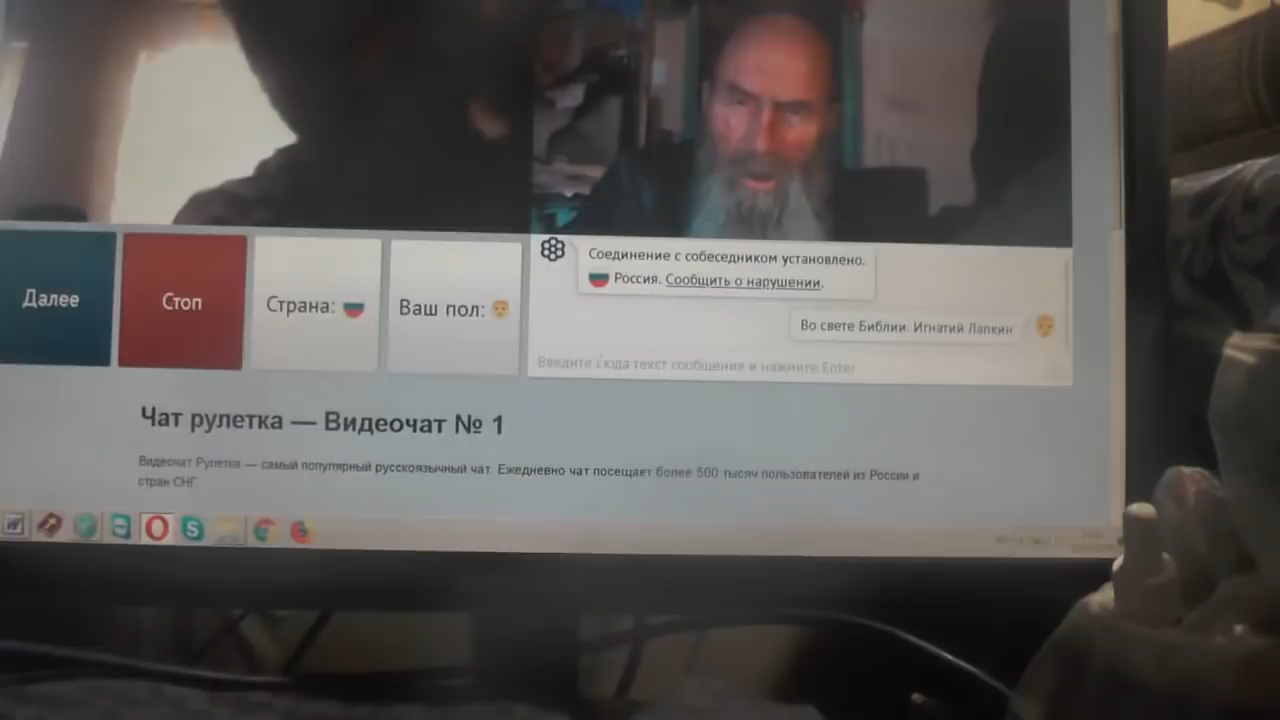 Далее
Стоп
Страна:
Ваш пол:
Соединение с собеседником установлено.
Россия. Сообщить о нарушении.
Во свете Библии. Игнатий Лапкин
Введите сюда текст сообщения и нажмите Enter
Чат рулетка — Видеочат № 1
Видеочат Рулетка — самый популярный русскоязычный чат. Ежедневно чат посещает более 500 тысяч пользователей из России и
стран СНГ